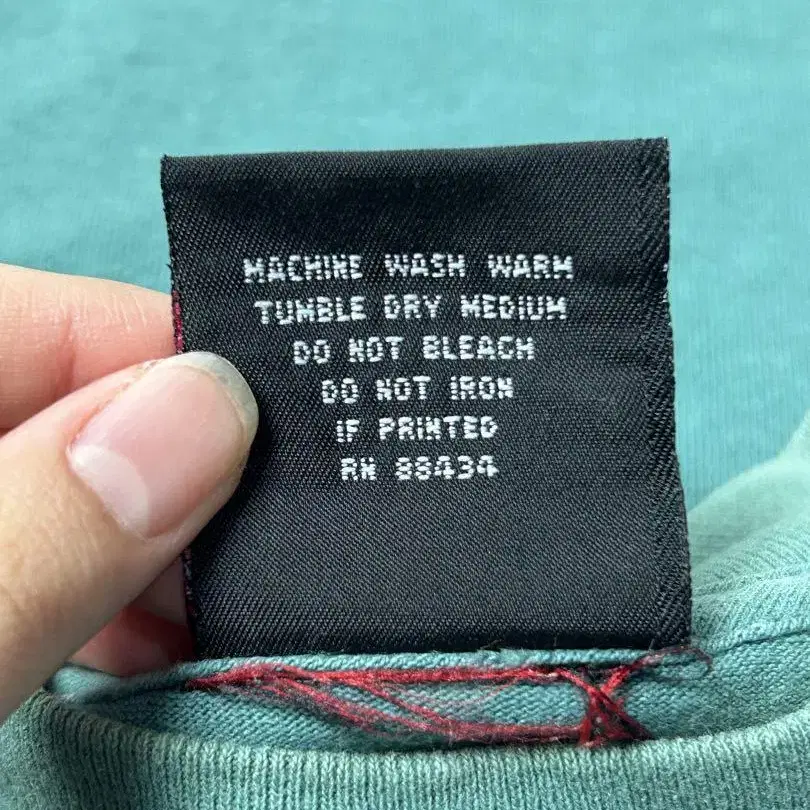 MACHINE WASH WARM
TUMBLE DRY MEDIUM
DO NOT BLEACH
DO NOT IRON
IF PRINTED
RN 88434